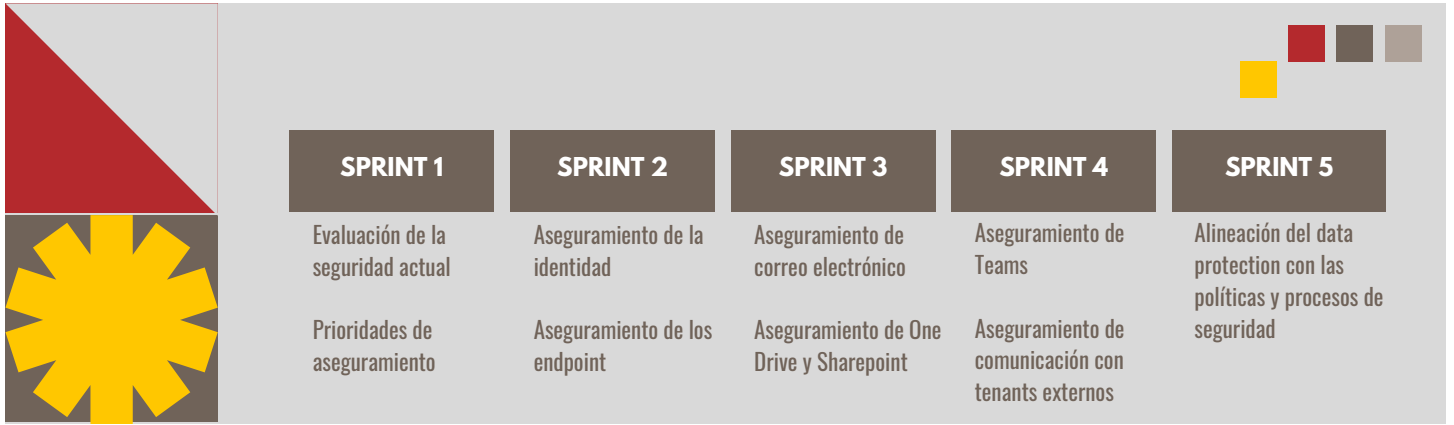 SPRINT 1
Evaluación de la
seguridad actual
Prioridades de
aseguramiento
SPRINT 2
Aseguramiento de la
identidad
Aseguramiento de los
endpoint
SPRINT 3
Aseguramiento de
correo electrónico
Aseguramiento de One
Drive y Sharepoint
SPRINT 4
Aseguramiento de
Teams
Aseguramiento de
comunicación con
tenants externos
SPRINT 5
Alineación del data
protection con las
políticas y procesos de
seguridad